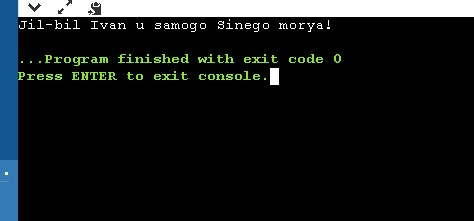 Jil-bil Ivan u samogo Sinego morya!
...Program finished with exit code 0
Press ENTER to exit console.